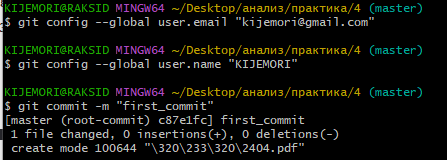 KIJEMORI@RAKSID MINGW64 ~/Desktop/анализ/практика/4 (master)
$ git config --global user.email "kijemori@gmail.com"
KIJEMORI@RAKSID MINGW64 ~/Desktop/анализ/практика/4 (master)
$ git config --global user.name "KIJEMORI"
KIJEMORI@RAKSID MINGW64 ~/Desktop/анализ/практика/4 (master)
$ git commit -m "first_commit"
[master (root-commit) c87e1fc] first_commit
1 file changed, 0 insertions(+), 0 deletions(-)
create mode 100644 "\320\233\320\2404.pdf"